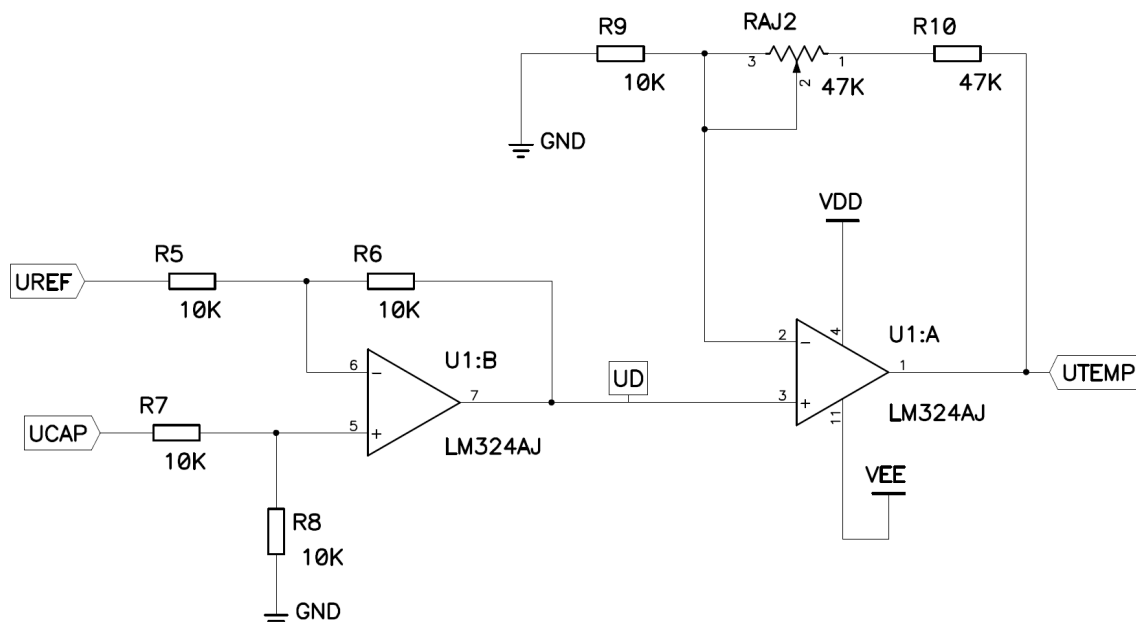 R9
10K
GND
RAJ2
3
1
2
47K
R10
47K
VDD
UREF
R5
10K
R6
10K
U1:B
6
5
7
LM324AJ
UD
2
3
4
11
1
U1:A
LM324AJ
UTEMP
UCAP
R7
10K
VEE
R8
10K
GND